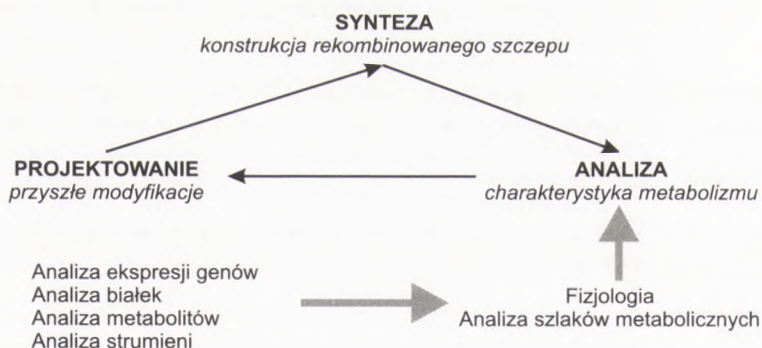 SYNTEZA
konstrukcja rekombinowanego szczepu
PROJEKTOWANIE
przyszłe modyfikacje
ANALIZA
charakterystyka metabolizmu
Analiza ekspresji genów
Analiza białek
Analiza metabolitów
Analiza strumieni
Fizjologia
Analiza szlaków metabolicznych